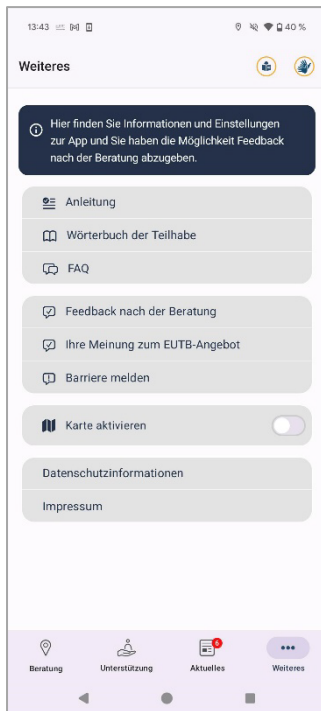 13:43
40 %
Weiteres
Hier finden Sie Informationen und Einstellungen
zur App und Sie haben die Möglichkeit Feedback
nach der Beratung abzugeben.
Anleitung
Wörterbuch der Teilhabe
FAQ
Feedback nach der Beratung
Ihre Meinung zum EUTB-Angebot
Barriere melden
Karte aktivieren
Datenschutzinformationen
Impressum
6
Beratung Unterstützung Aktuelles Weiteres